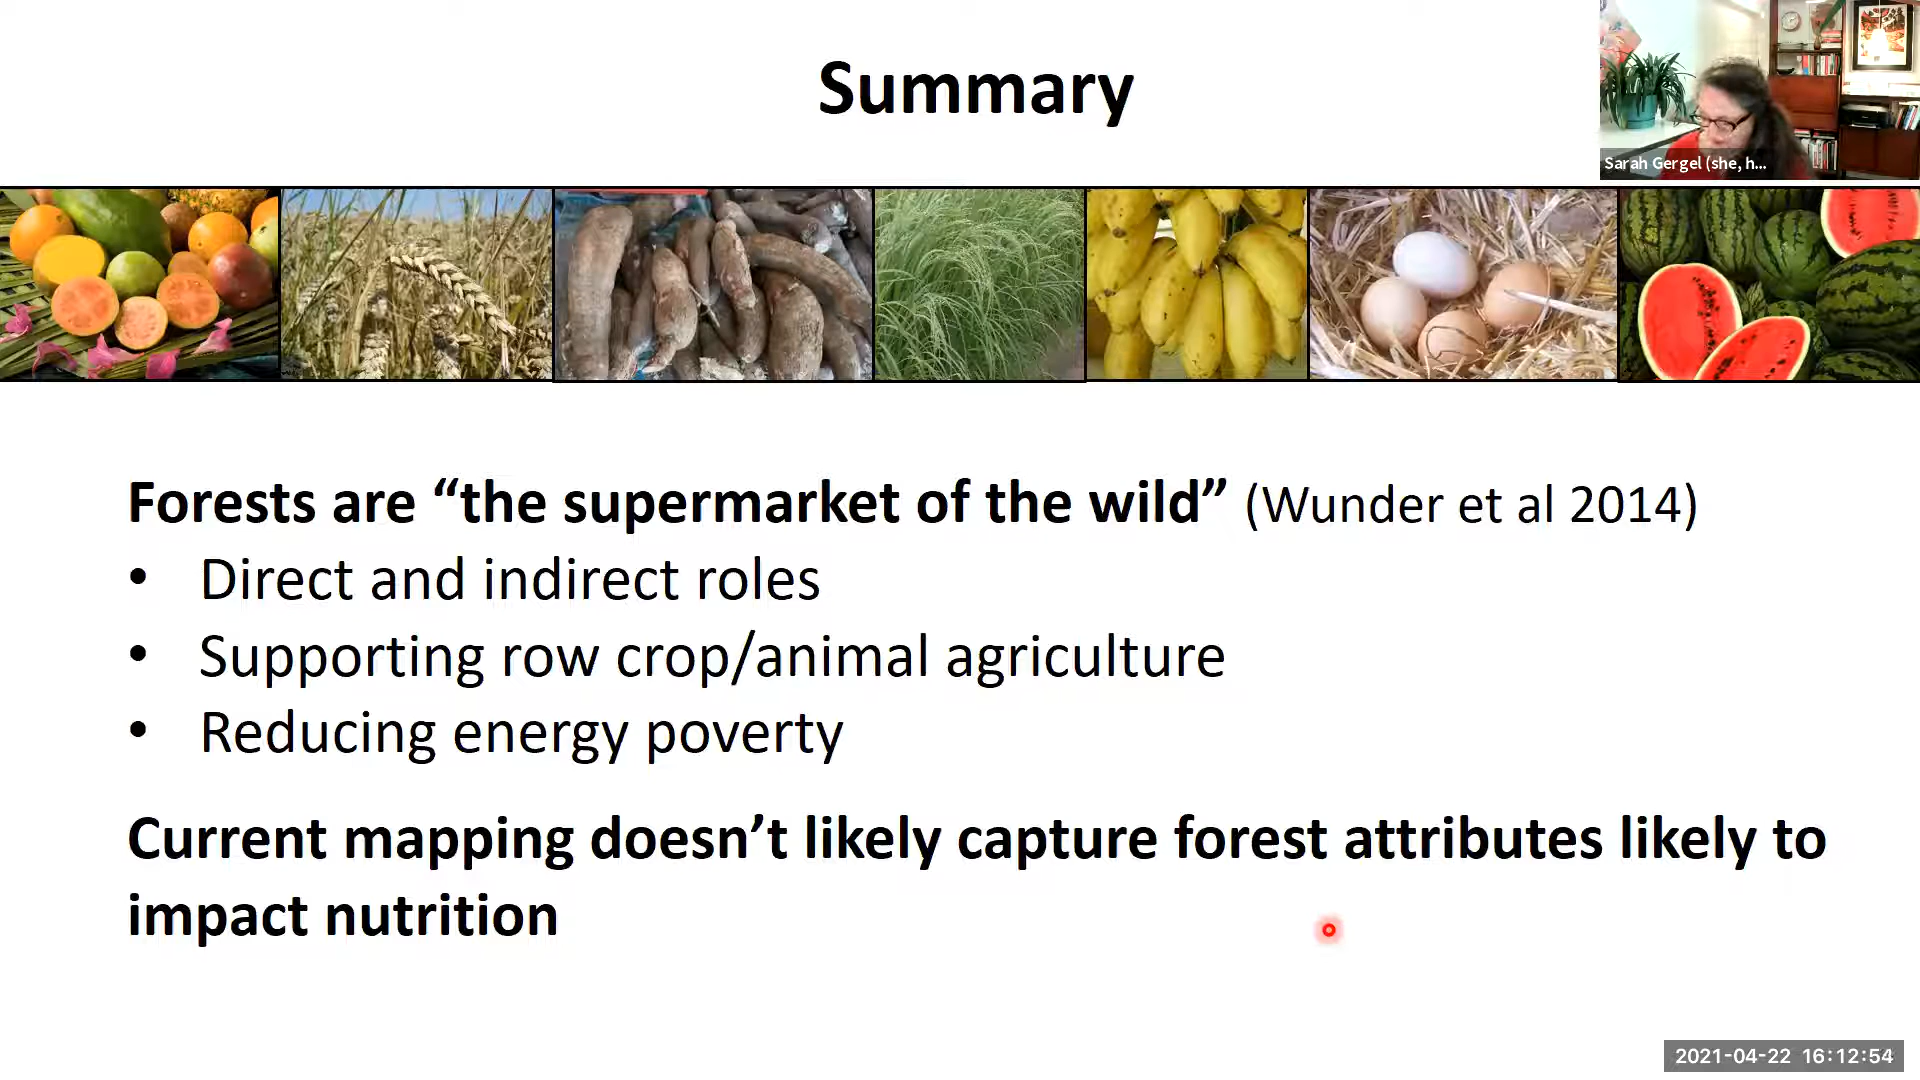 Summary
Sarah Gergel (she, h...
Forests are “the supermarket of the wild” (Wunder et al 2014)
• Direct and indirect roles
• Supporting row crop/animal agriculture
• Reducing energy poverty
Current mapping doesn’t likely capture forest attributes likely to
impact nutrition
2021-04-22 16:12:54